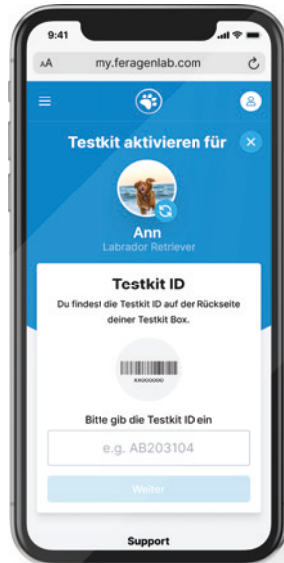 9:41
AA my.feragenlab.com
Testkit aktivieren für
Ann
Labrador Retriever
Testkit ID
Du findest die Testkit ID auf der Rückseite
deiner Testkit Box.
XX000000
Bitte gib die Testkit ID ein
e.g. AB203104
Weiter
Support